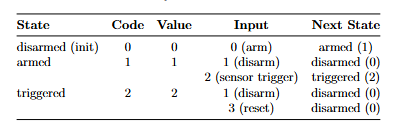 State Code Value Input Next State
disarmed (init) 0 0 0 (arm) armed (1)
armed 1 1 1 (disarm) disarmed (0)
2 (sensor trigger) triggered (2)
triggered 2 2 1 (disarm) disarmed (0)
3 (reset) disarmed (0)